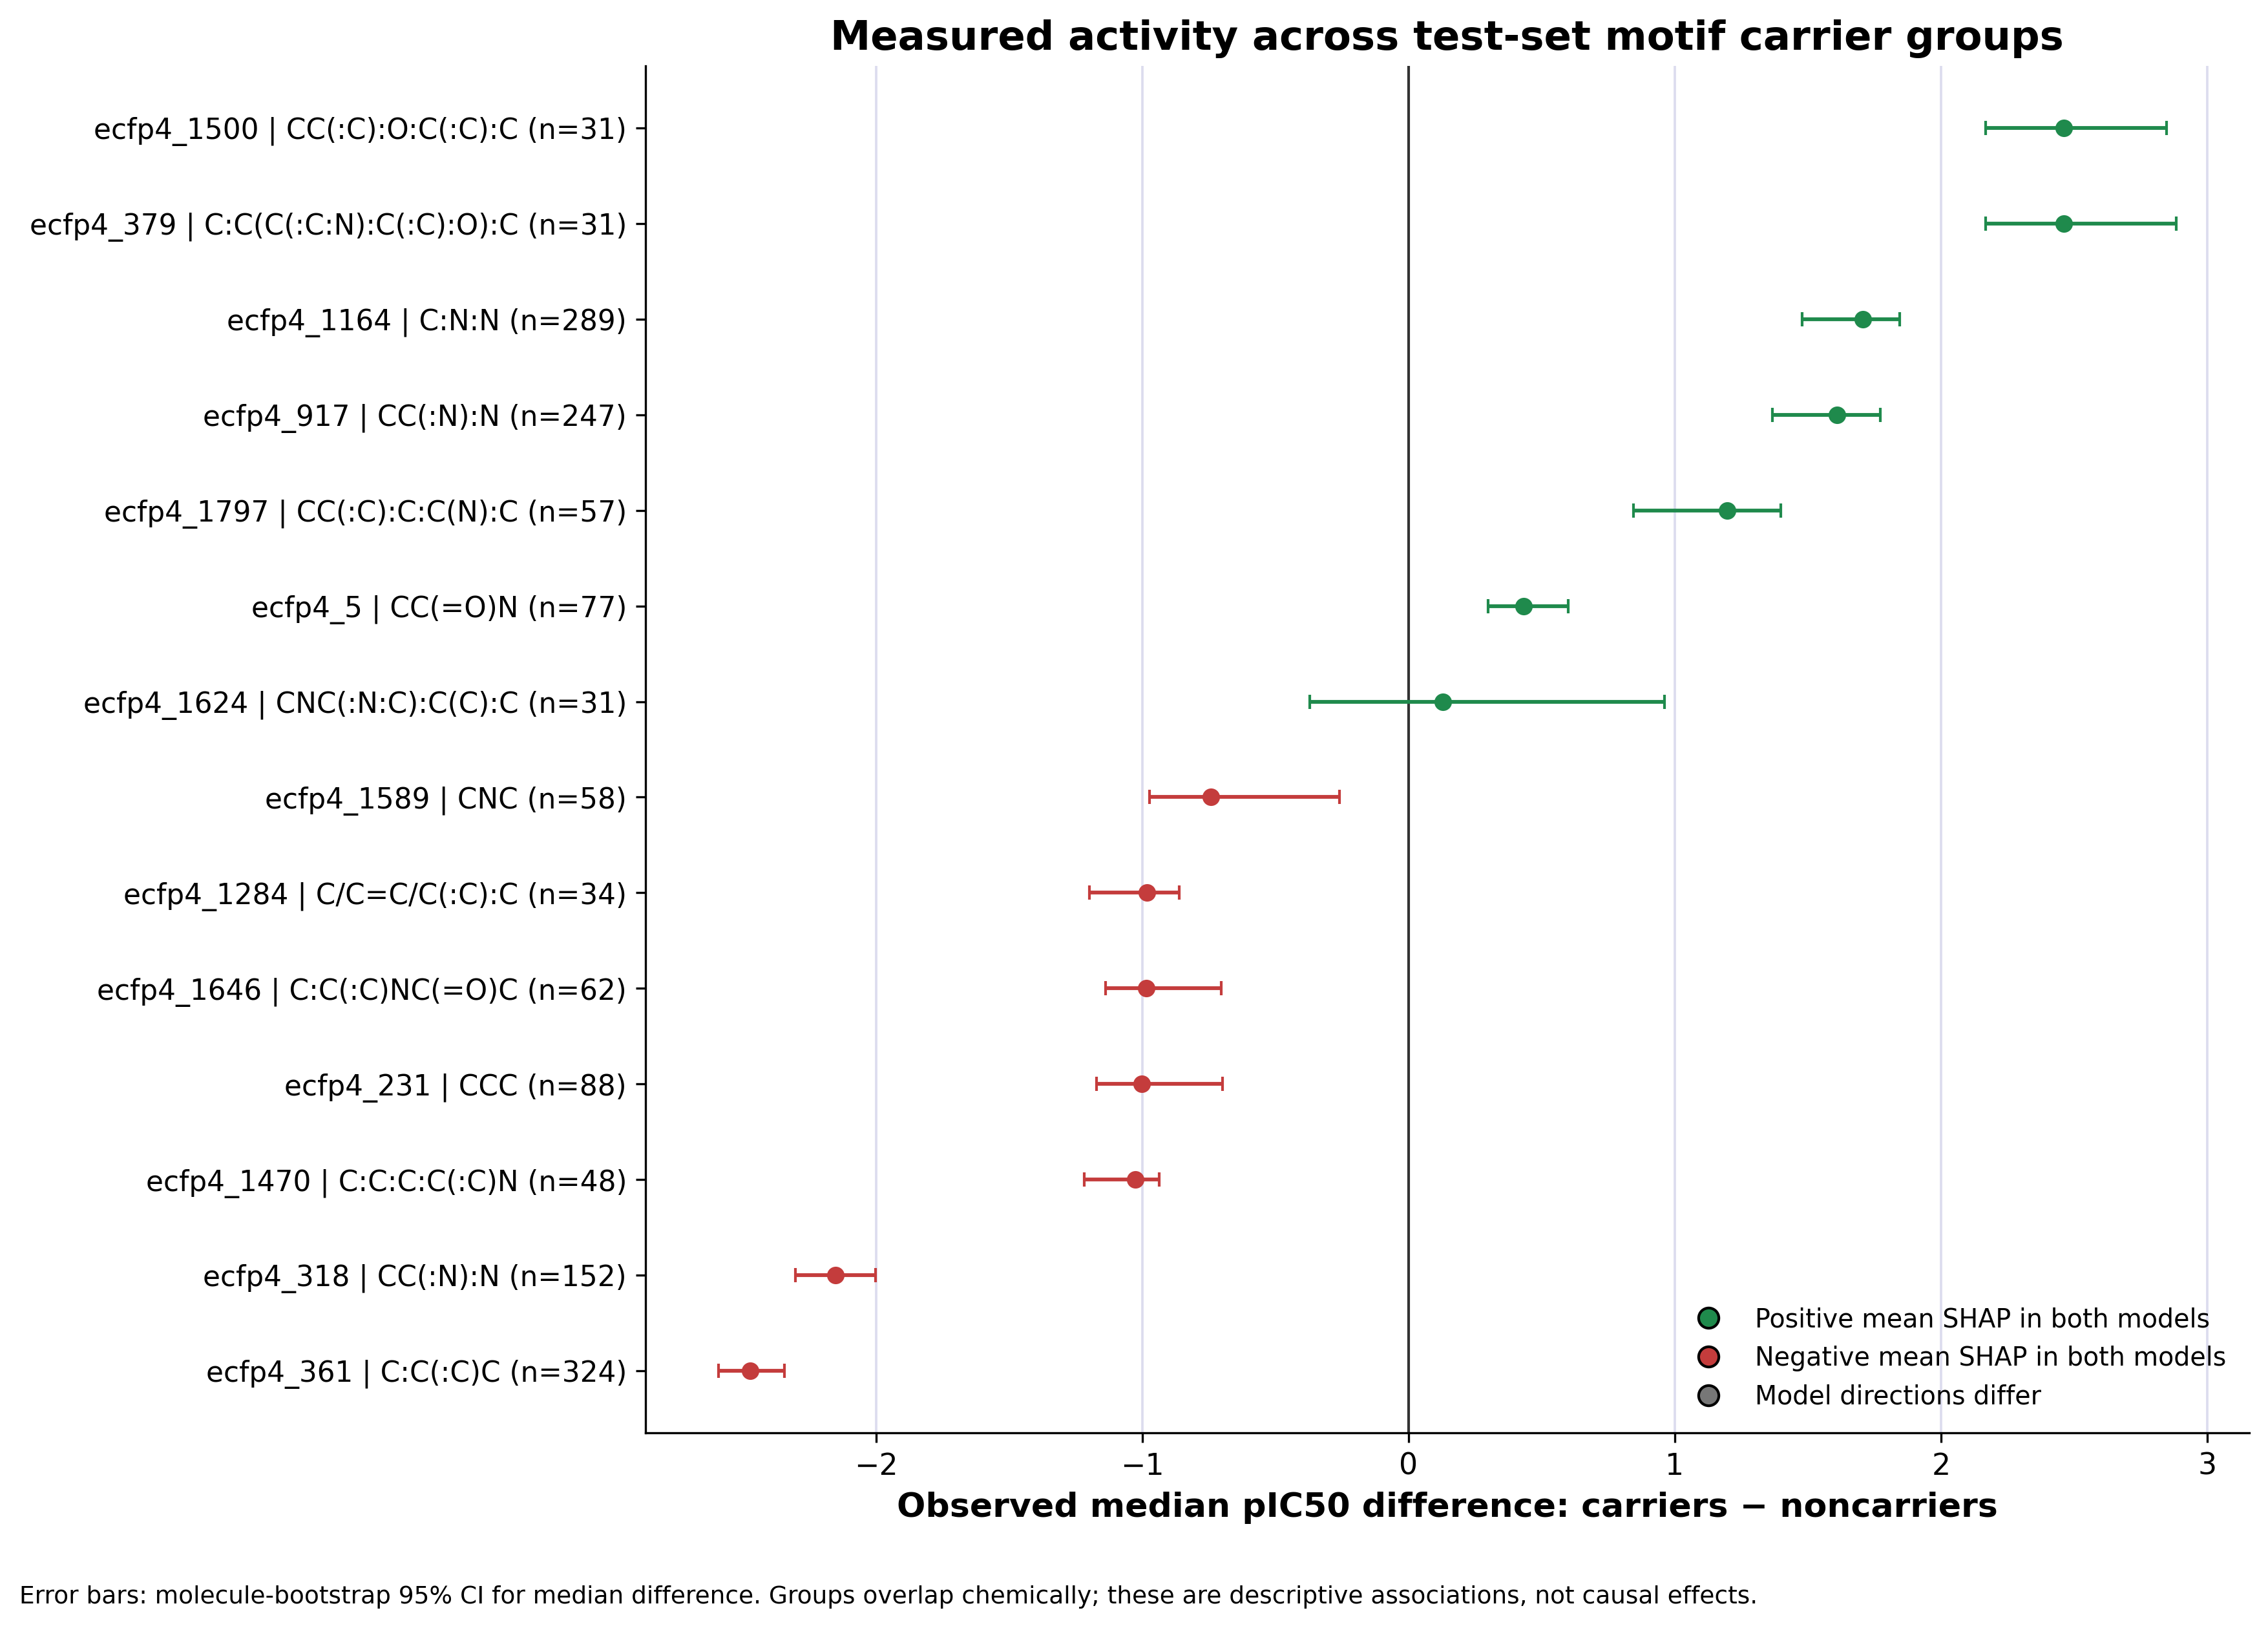 Measured activity across test-set motif carrier groups
ecfp4_1500 | CC(:C):O:C(:C):C (n=31)
ecfp4_379 | C:C(C(:C:N):C(:C):O):C (n=31)
ecfp4_1164 | C:N:N (n=289)
ecfp4_917 | CC(:N):N (n=247)
ecfp4_1797 | CC(:C):C:C(N):C (n=57)
ecfp4_5 | CC(=O)N (n=77)
ecfp4_1624 | CNC(:N:C):C(C):C (n=31)
ecfp4_1589 | CNC (n=58)
ecfp4_1284 | C/C=C/C(:C):C (n=34)
ecfp4_1646 | C:C(:C)NC(=O)C (n=62)
ecfp4_231 | CCC (n=88)
ecfp4_1470 | C:C:C:C(:C)N (n=48)
ecfp4_318 | CC(:N):N (n=152)
ecfp4_361 | C:C(:C)C (n=324)
Positive mean SHAP in both models
Negative mean SHAP in both models
Model directions differ
−2 −1 0 1 2 3
Observed median pIC50 difference: carriers − noncarriers
Error bars: molecule-bootstrap 95% CI for median difference. Groups overlap chemically; these are descriptive associations, not causal effects.